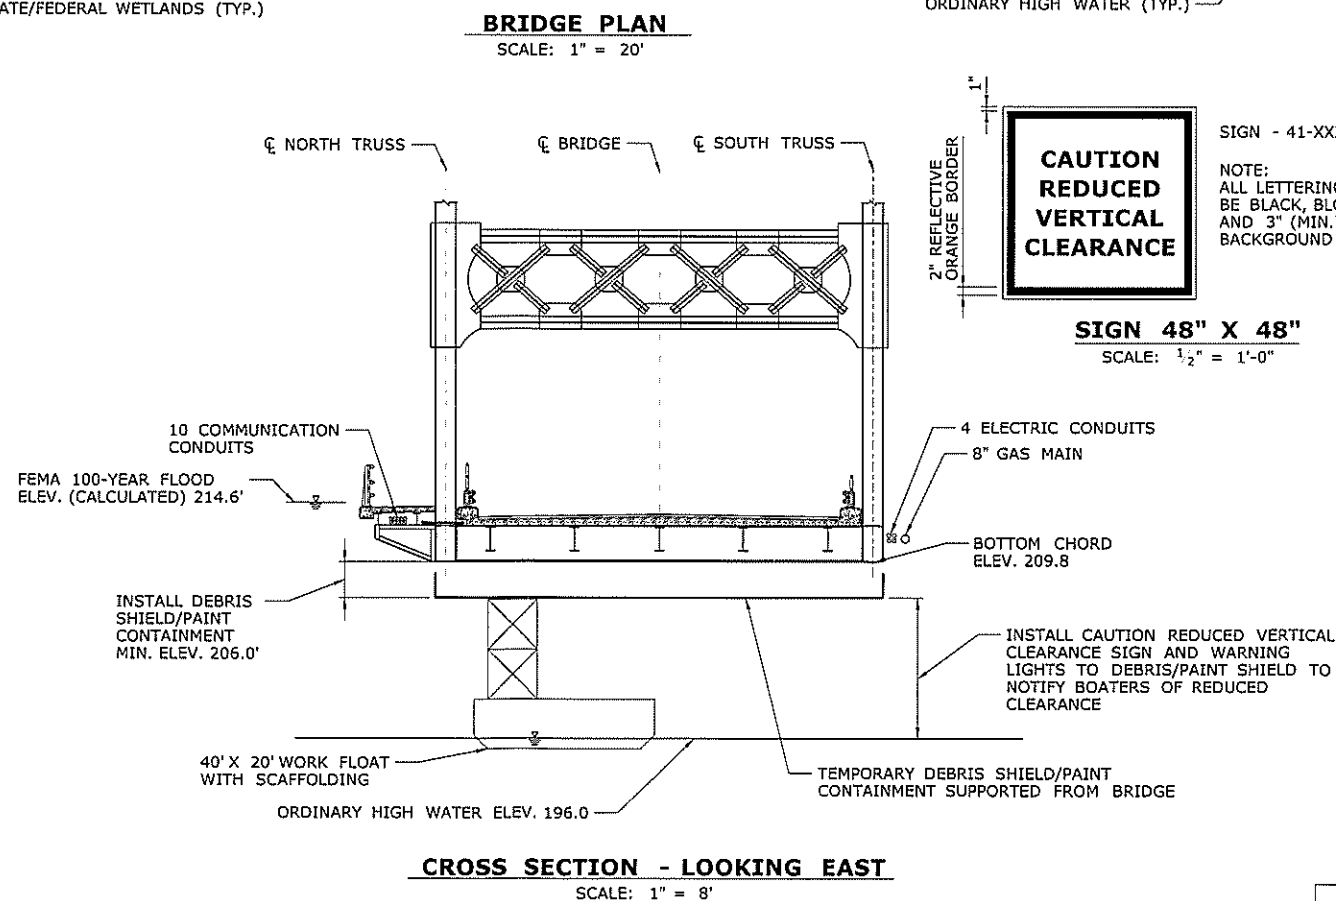 ATE/FEDERAL WETLANDS (TYP.)
ORDINARY HIGH WATER (TYP.)
BRIDGE PLAN
SCALE: 1" = 20'
℄ NORTH TRUSS
℄ BRIDGE
℄ SOUTH TRUSS
1"
2" REFLECTIVE
ORANGE BORDER
CAUTION
REDUCED
VERTICAL
CLEARANCE
SIGN - 41-XX
NOTE:
ALL LETTERING
BE BLACK, BLO
AND 3" (MIN.
BACKGROUND
SIGN 48" X 48"
SCALE: 1/2" = 1'-0"
10 COMMUNICATION
CONDUITS
FEMA 100-YEAR FLOOD
ELEV. (CALCULATED) 214.6'
4 ELECTRIC CONDUITS
8" GAS MAIN
BOTTOM CHORD
ELEV. 209.8
INSTALL DEBRIS
SHIELD/PAINT
CONTAINMENT
MIN. ELEV. 206.0'
INSTALL CAUTION REDUCED VERTICAL
CLEARANCE SIGN AND WARNING
LIGHTS TO DEBRIS/PAINT SHIELD TO
NOTIFY BOATERS OF REDUCED
CLEARANCE
40' X 20' WORK FLOAT
WITH SCAFFOLDING
TEMPORARY DEBRIS SHIELD/PAINT
CONTAINMENT SUPPORTED FROM BRIDGE
ORDINARY HIGH WATER ELEV. 196.0
CROSS SECTION - LOOKING EAST
SCALE: 1" = 8'